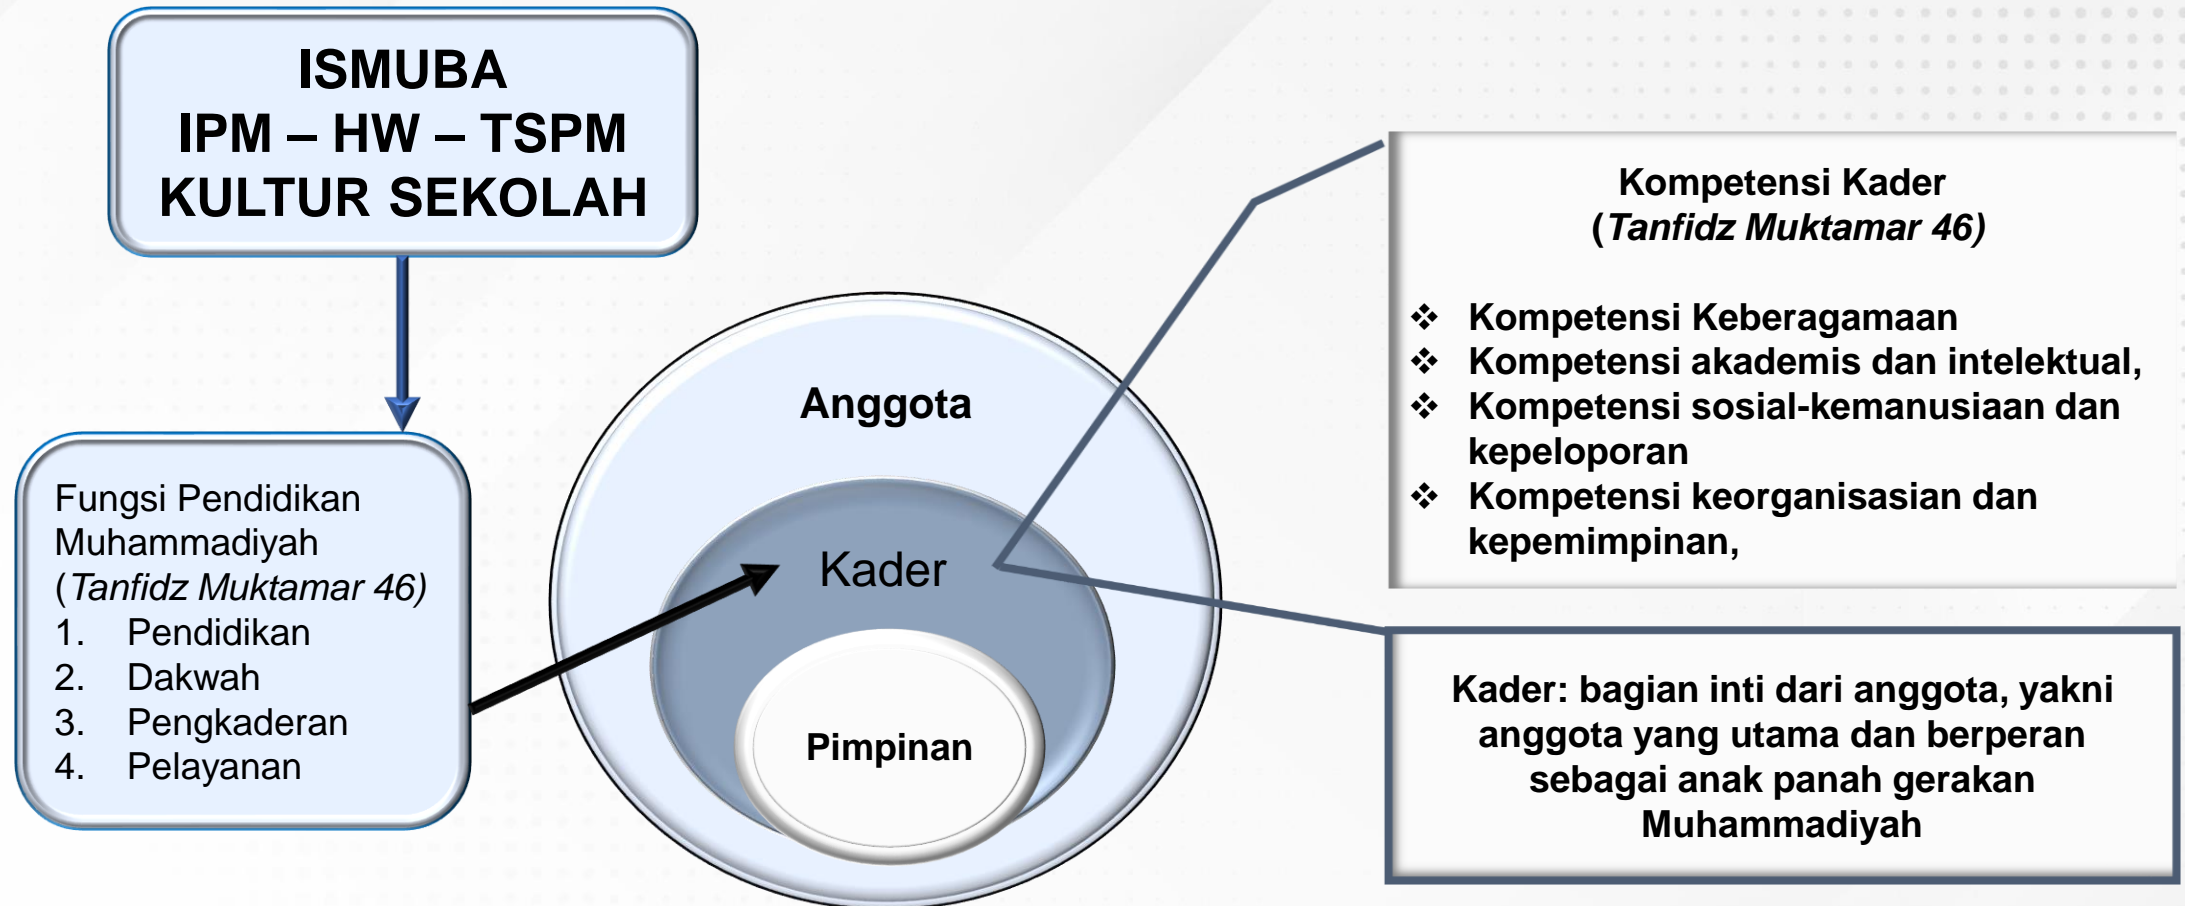 ISMUBA
IPM – HW – TSPM
KULTUR SEKOLAH
Fungsi Pendidikan
Muhammadiyah
(Tanfidz Muktamar 46)
1. Pendidikan
2. Dakwah
3. Pengkaderan
4. Pelayanan
Anggota
Kader
Pimpinan
Kompetensi Kader
(Tanfidz Muktamar 46)
❖ Kompetensi Keberagamaan
❖ Kompetensi akademis dan intelektual,
❖ Kompetensi sosial-kemanusiaan dan
kepeloporan
❖ Kompetensi keorganisasian dan
kepemimpinan,
Kader: bagian inti dari anggota, yakni
anggota yang utama dan berperan
sebagai anak panah gerakan
Muhammadiyah